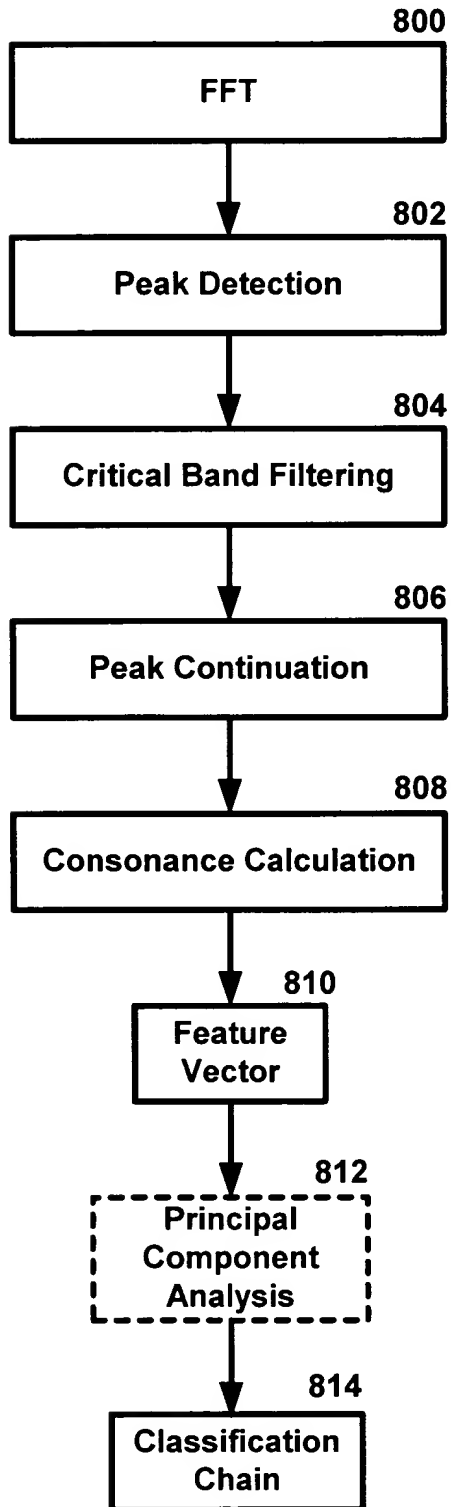 800
FFT
802
Peak Detection
804
Critical Band Filtering
806
Peak Continuation
808
Consonance Calculation
810
Feature
Vector
812
Principal
Component
Analysis
814
Classification
Chain